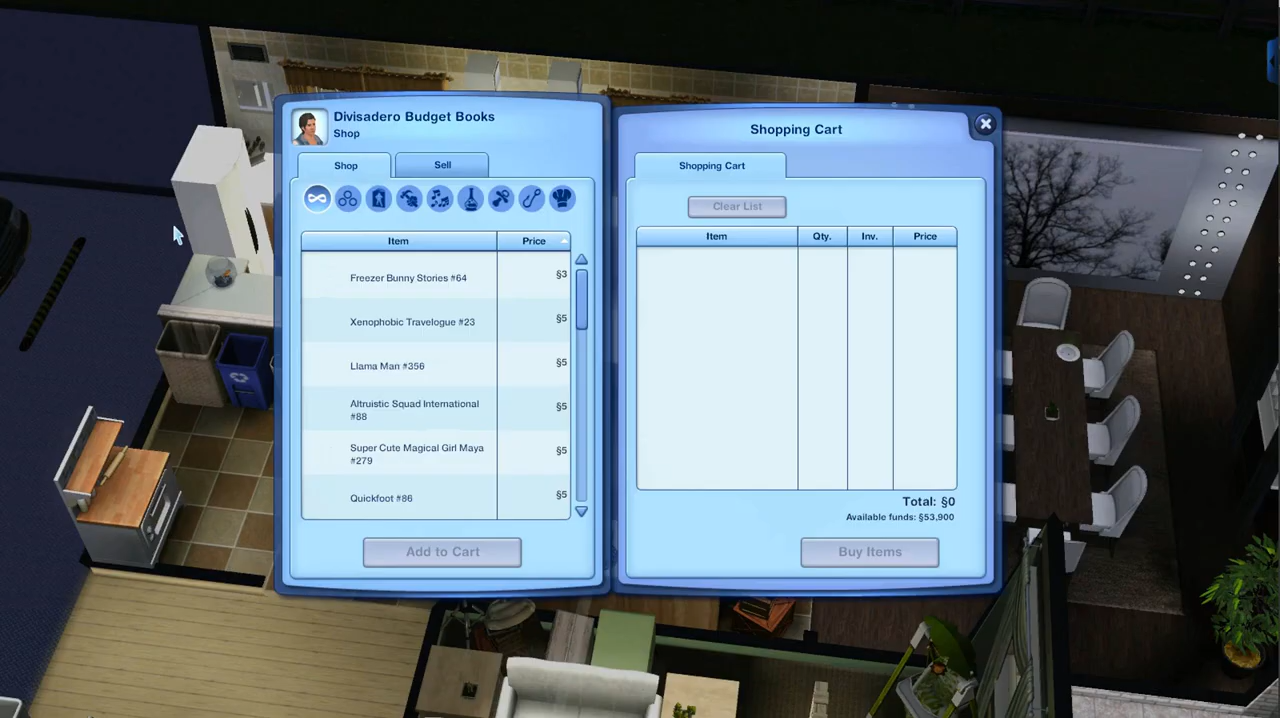 Divisadero Budget Books
Shop
Shop
Sell
Item
Price
Freezer Bunny Stories #64
§3
Xenophobic Travelogue #23
§5
Llama Man #356
§5
Altruistic Squad International
#88
§5
Super Cute Magical Girl Maya
#279
§5
Quickfoot #86
§5
Add to Cart
Shopping Cart
Shopping Cart
Clear List
Item
Qty.
Inv.
Price
Total: §0
Available funds: §53,900
Buy Items